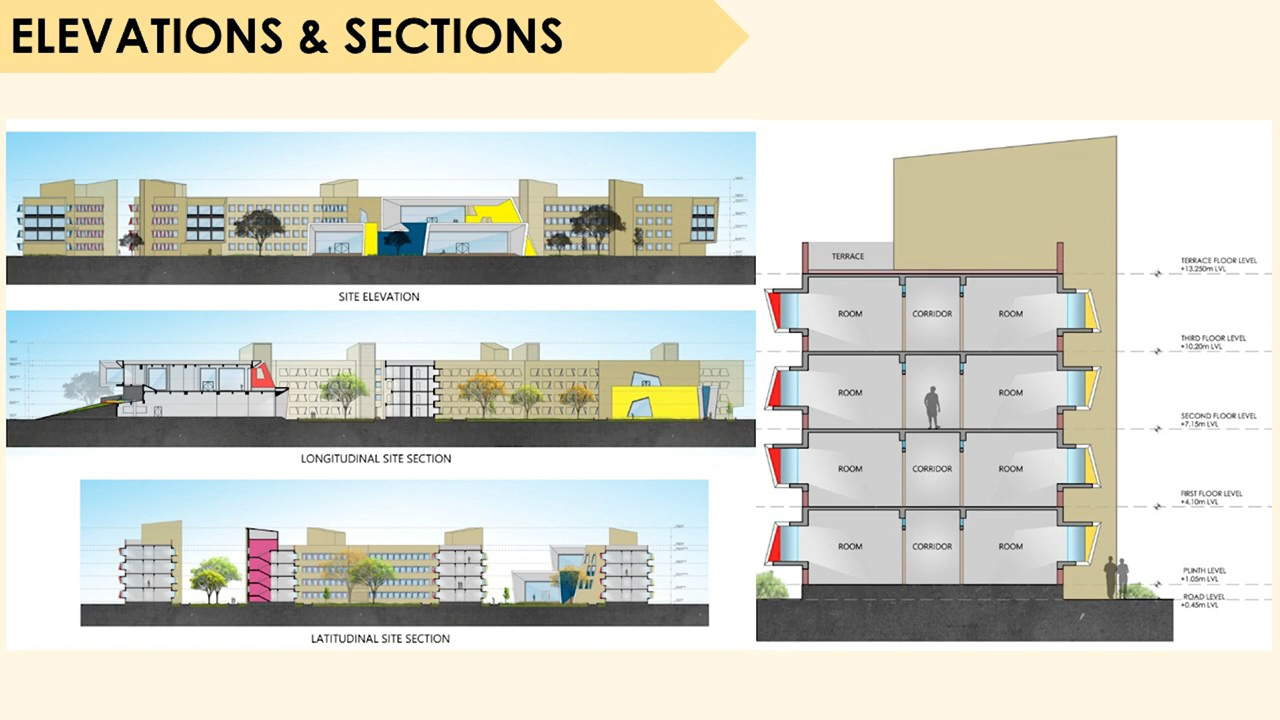 ELEVATIONS & SECTIONS
SITE ELEVATION
LONGITUDINAL SITE SECTION
LATITUDINAL SITE SECTION
TERRACE
ROOM
CORRIDOR
ROOM
ROOM
ROOM
ROOM
CORRIDOR
ROOM
ROOM
CORRIDOR
ROOM
TERRACE FLOOR LEVEL
+13.250m LVL
THIRD FLOOR LEVEL
+10.20m LVL
SECOND FLOOR LEVEL
+7.15m LVL
FIRST FLOOR LEVEL
+4.10m LVL
PLINTH LEVEL
+1.05m LVL
ROAD LEVEL
+0.45m LVL